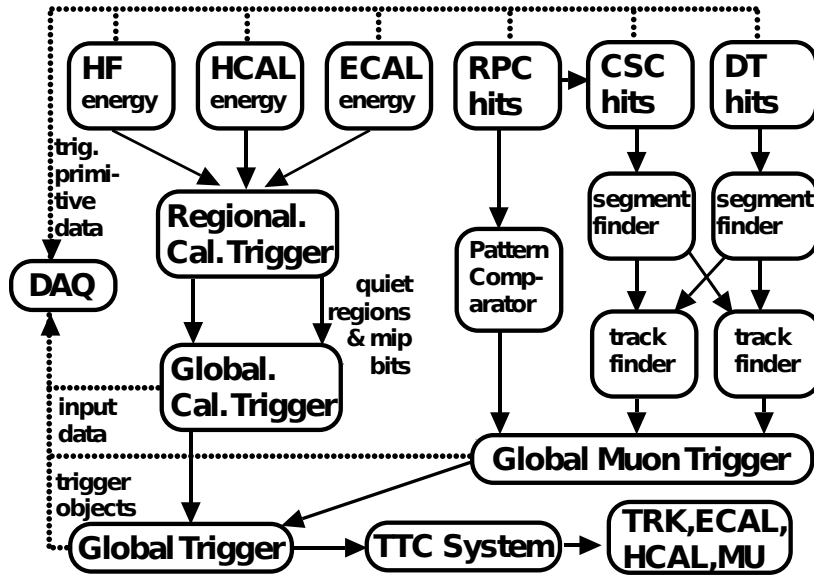 HF
energy
HCAL
energy
ECAL
energy
RPC
hits
CSC
hits
DT
hits
trig.
primi-
tive
data
Regional.
Cal. Trigger
segment
finder
segment
finder
Pattern
Comp-
arator
DAQ
quiet
regions
& mip
bits
track
finder
track
finder
Global.
Cal. Trigger
input
data
Global Muon Trigger
trigger
objects
Global Trigger
TTC System
TRK,ECAL,
HCAL,MU